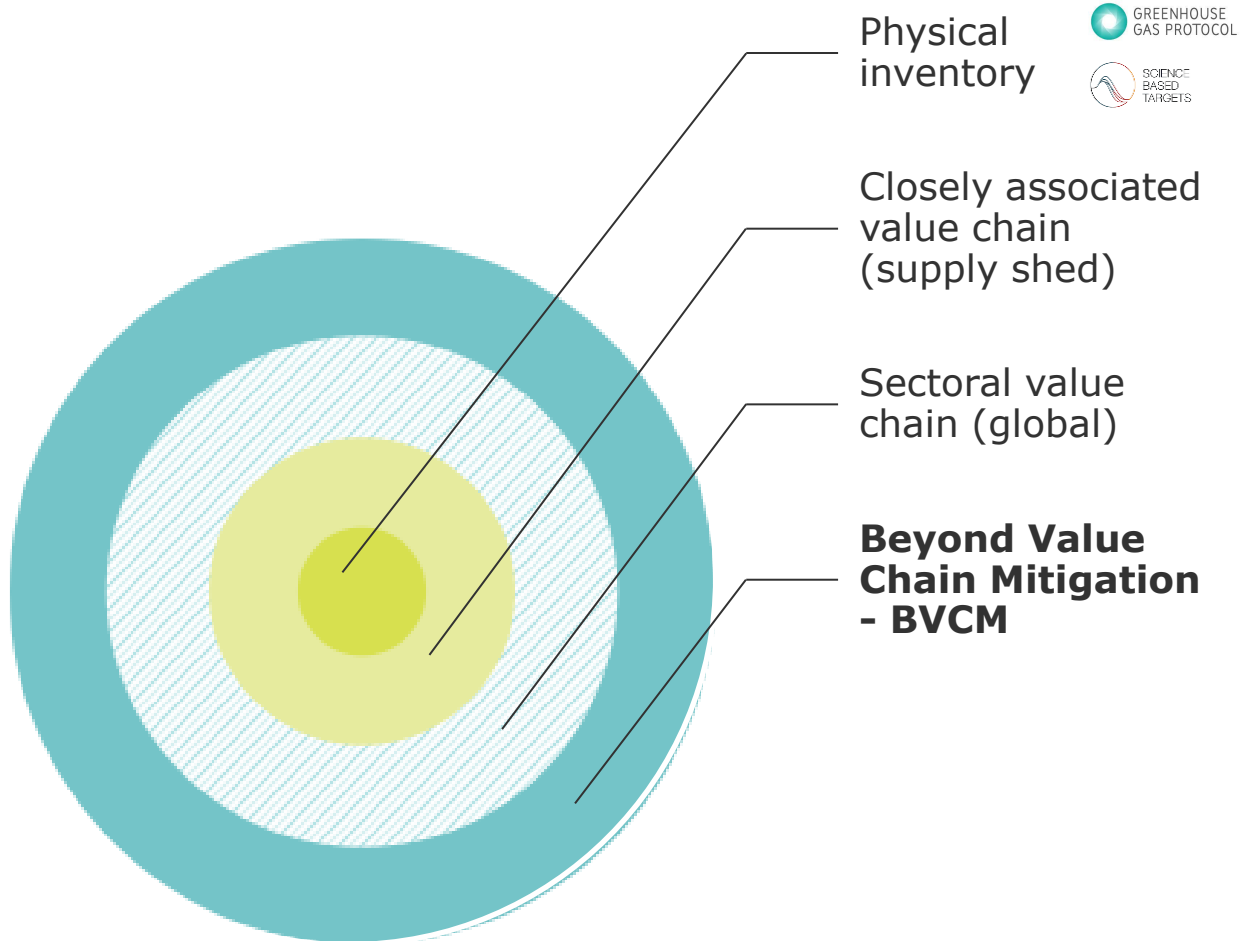 Physical
inventory
GREENHOUSE
GAS PROTOCOL
SCIENCE
BASED
TARGETS
Closely associated
value chain
(supply shed)
Sectoral value
chain (global)
Beyond Value
Chain Mitigation
- BVCM